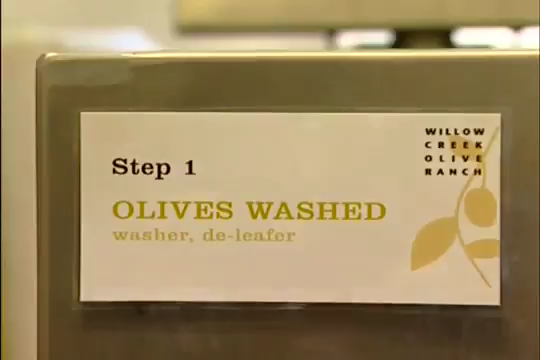 WILLOW
CREEK
OLIVE
RANCH
Step 1
OLIVES WASHED
washer, de-leafer